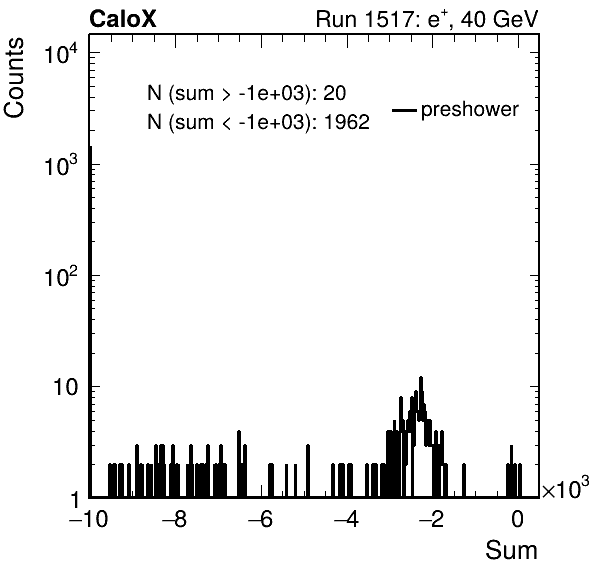 CaloX
Run 1517: e⁺, 40 GeV
Counts
N (sum > -1e+03): 20
N (sum < -1e+03): 1962
preshower
10⁴
10³
10²
10
1
−10
−8
−6
−4
−2
0
×10³
Sum